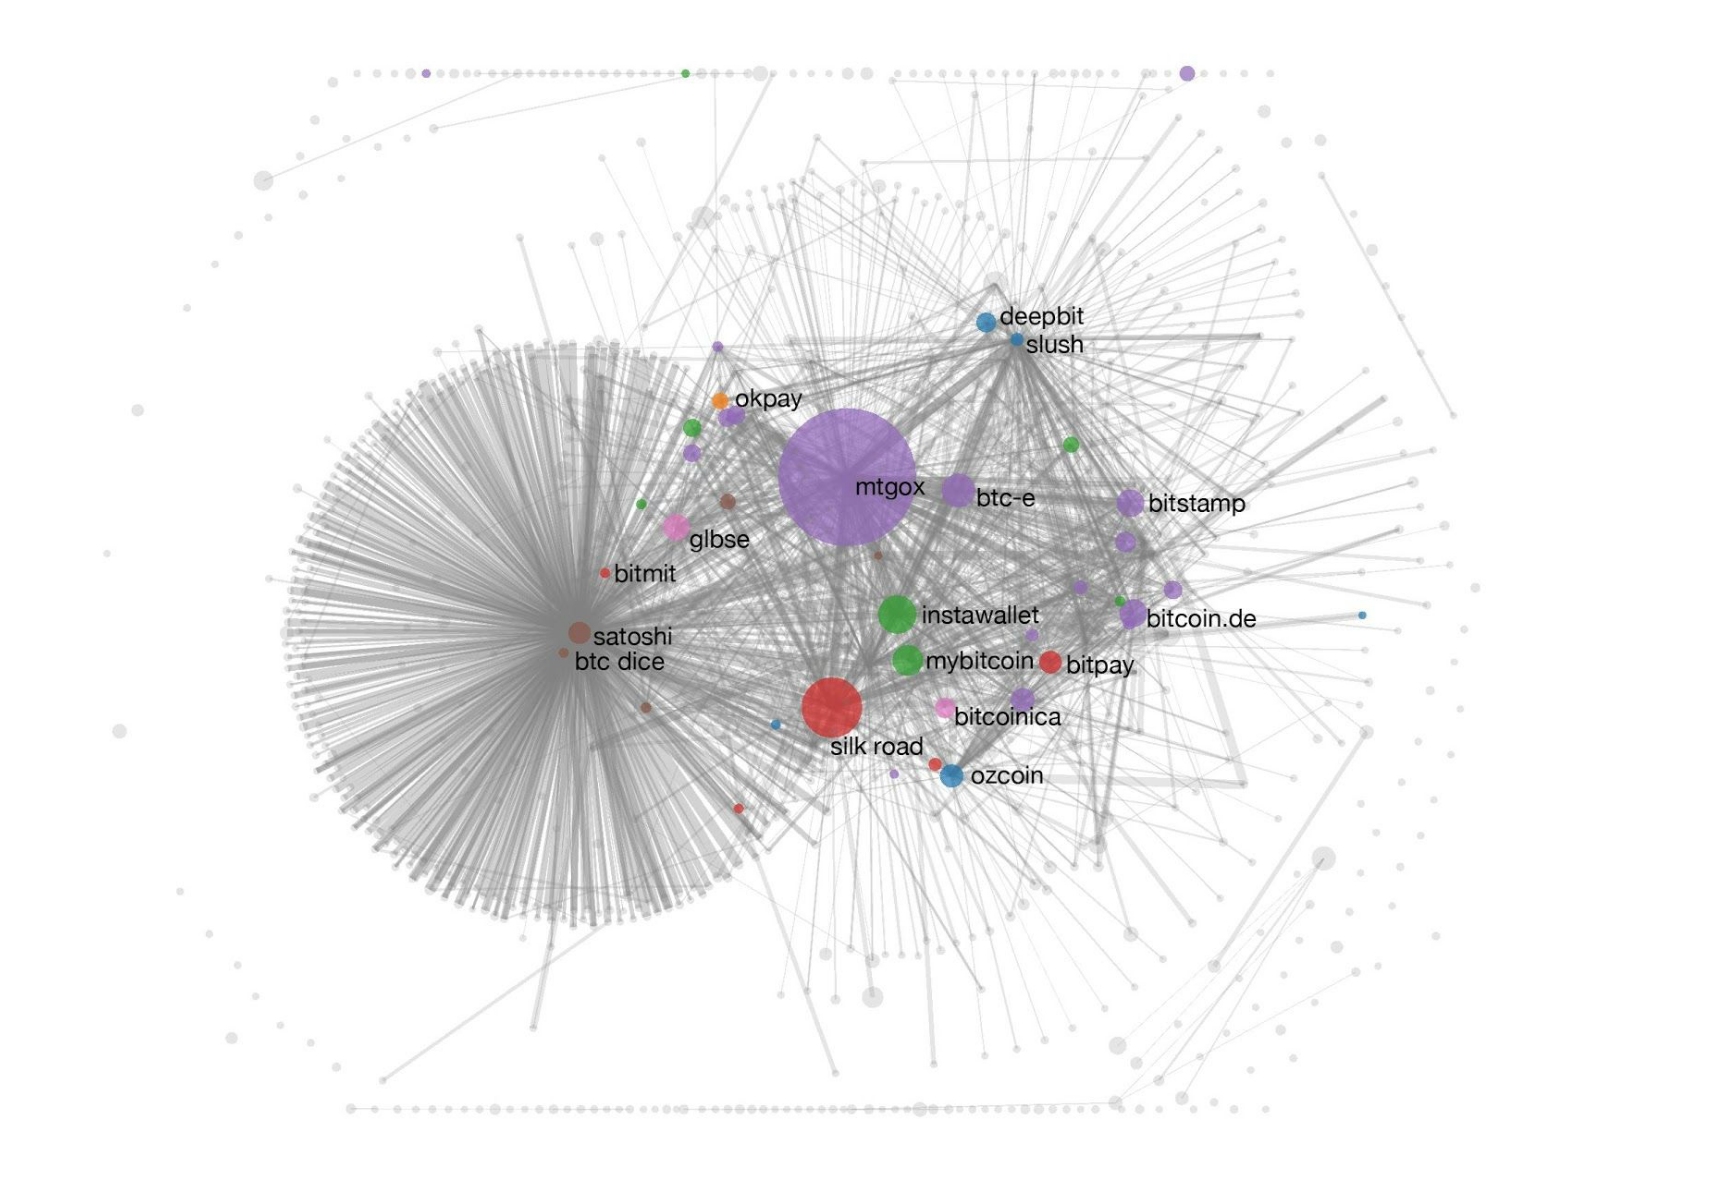 deepbit
slush
okpay
mtgox
btc-e
bitstamp
glbse
bitmit
instawallet
bitcoin.de
satoshi
btc dice
mybitcoin
bitpay
bitcoinica
silk road
ozcoin